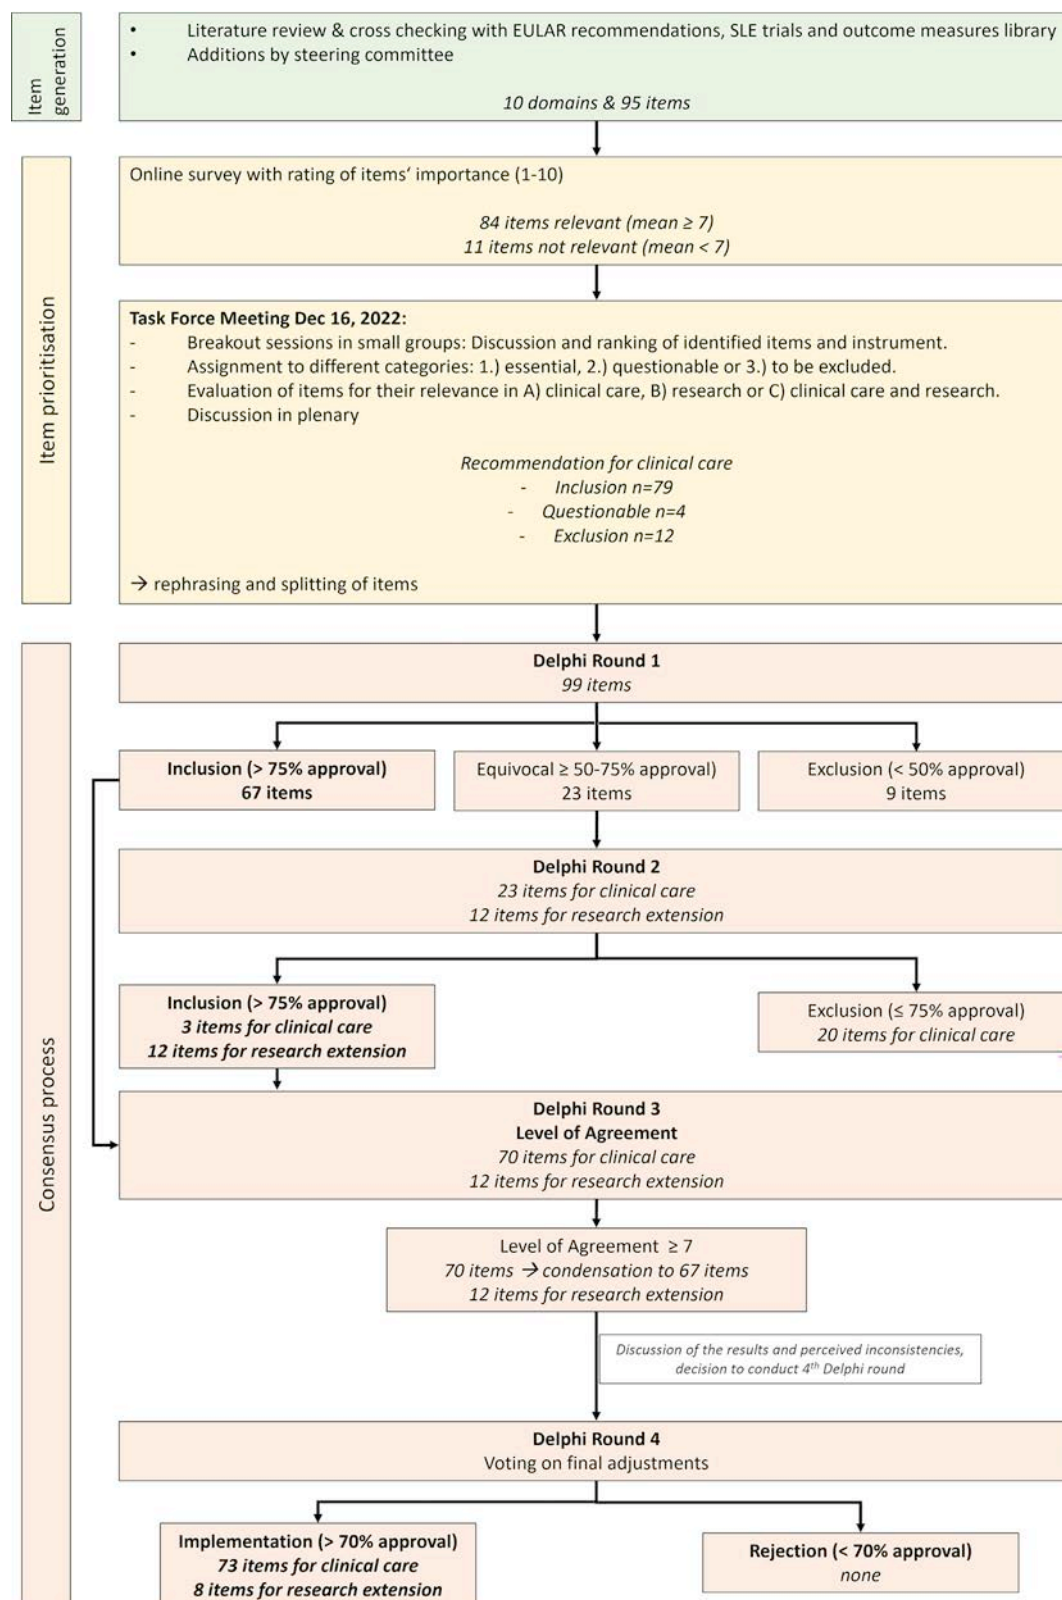 Item
generation
• Literature review & cross checking with EULAR recommendations, SLE trials and outcome measures library
• Additions by steering committee
10 domains & 95 items
Item prioritisation
Online survey with rating of items‘ importance (1-10)
84 items relevant (mean ≥ 7)
11 items not relevant (mean < 7)
Task Force Meeting Dec 16, 2022:
- Breakout sessions in small groups: Discussion and ranking of identified items and instrument.
- Assignment to different categories: 1.) essential, 2.) questionable or 3.) to be excluded.
- Evaluation of items for their relevance in A) clinical care, B) research or C) clinical care and research.
- Discussion in plenary
Recommendation for clinical care
- Inclusion n=79
- Questionable n=4
- Exclusion n=12
→ rephrasing and splitting of items
Consensus process
Delphi Round 1
99 items
Inclusion (> 75% approval)
67 items
Equivocal ≥ 50-75% approval)
23 items
Exclusion (< 50% approval)
9 items
Delphi Round 2
23 items for clinical care
12 items for research extension
Inclusion (> 75% approval)
3 items for clinical care
12 items for research extension
Exclusion (≤ 75% approval)
20 items for clinical care
Delphi Round 3
Level of Agreement
70 items for clinical care
12 items for research extension
Level of Agreement ≥ 7
70 items → condensation to 67 items
12 items for research extension
Discussion of the results and perceived inconsistencies,
decision to conduct 4th Delphi round
Delphi Round 4
Voting on final adjustments
Implementation (> 70% approval)
73 items for clinical care
8 items for research extension
Rejection (< 70% approval)
none